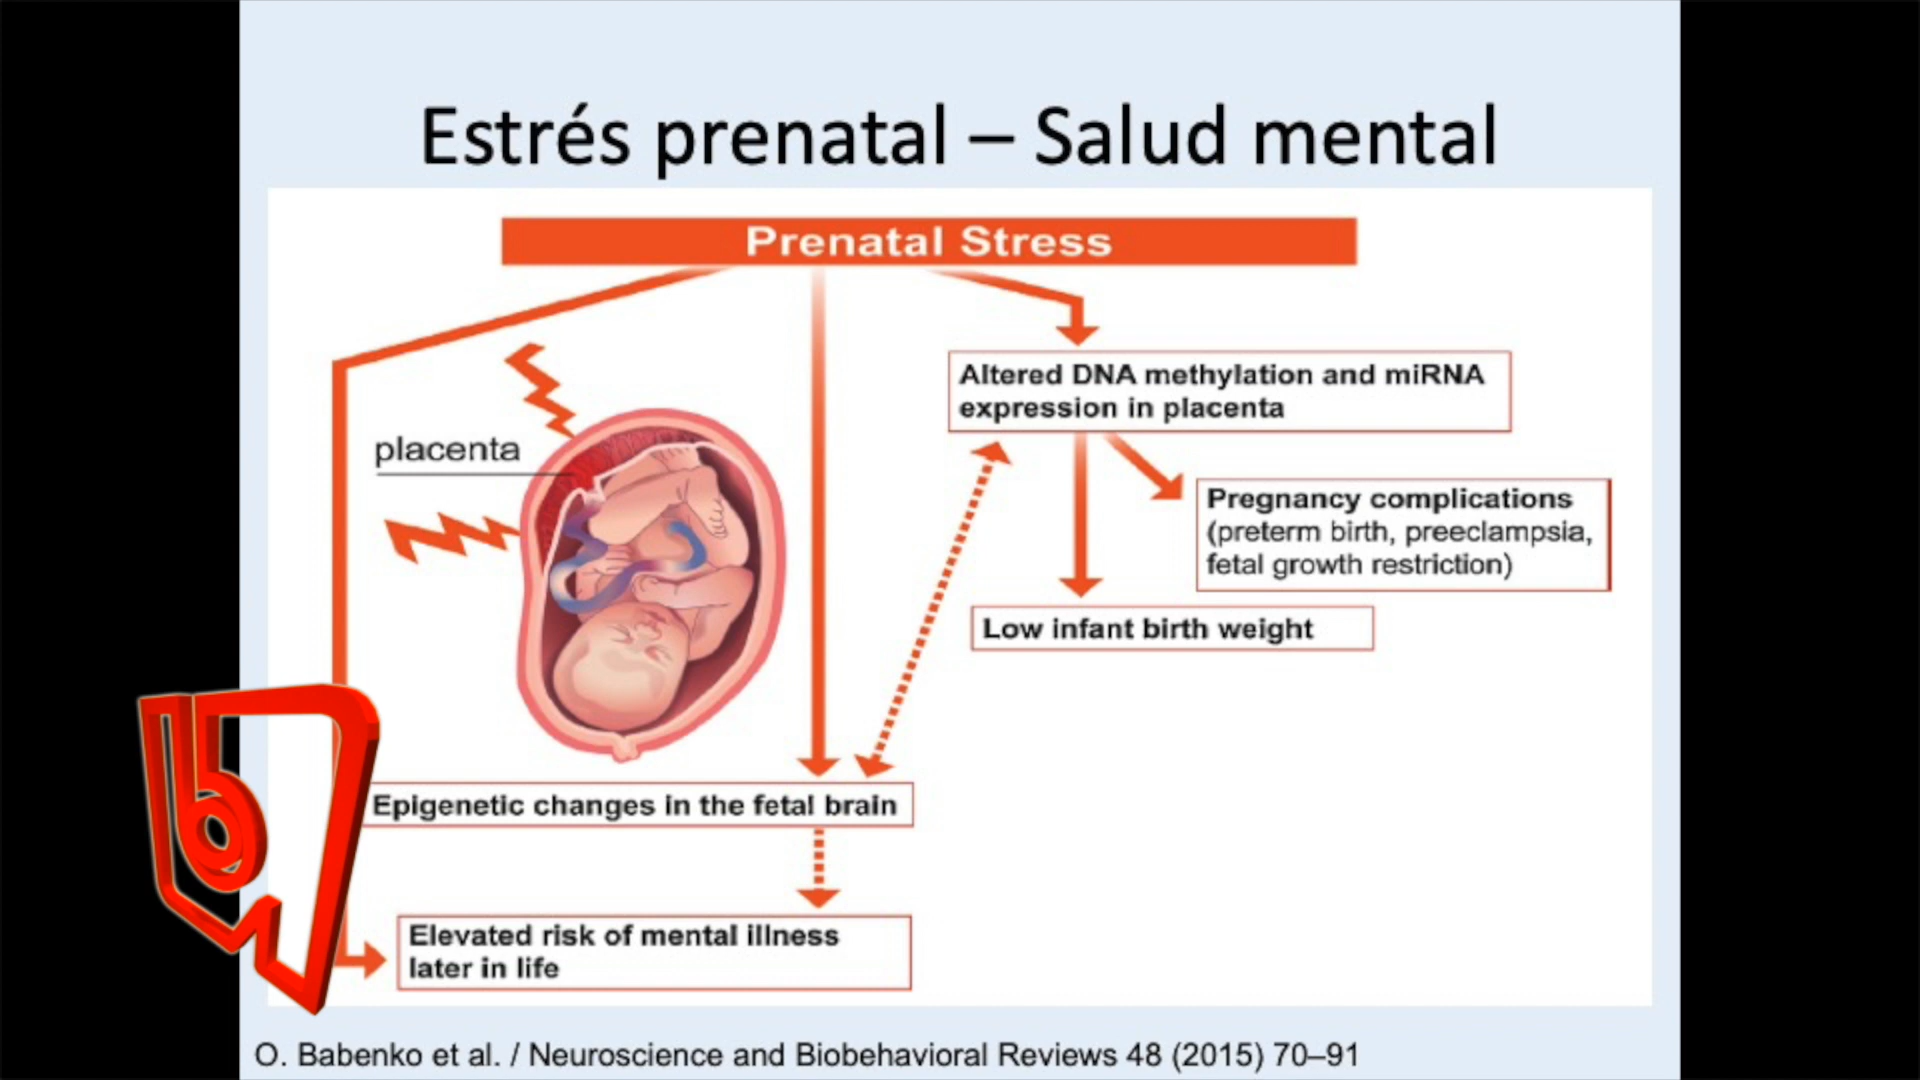 Estrés prenatal – Salud mental
Prenatal Stress
Altered DNA methylation and miRNA
expression in placenta
placenta
Pregnancy complications
(preterm birth, preeclampsia,
fetal growth restriction)
Low infant birth weight
Epigenetic changes in the fetal brain
Elevated risk of mental illness
later in life
b
O. Babenko et al. / Neuroscience and Biobehavioral Reviews 48 (2015) 70–91